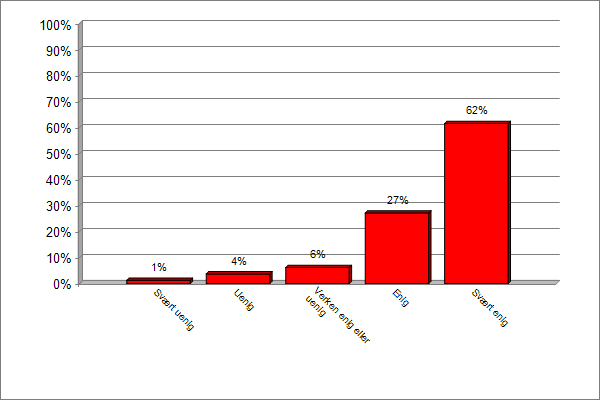 100%
90%
80%
70%
60%
50%
40%
30%
20%
10%
0%
1%
4%
6%
27%
62%
Svært uenig
Uenig
Verken enig eller
uenig
Enig
Svært enig